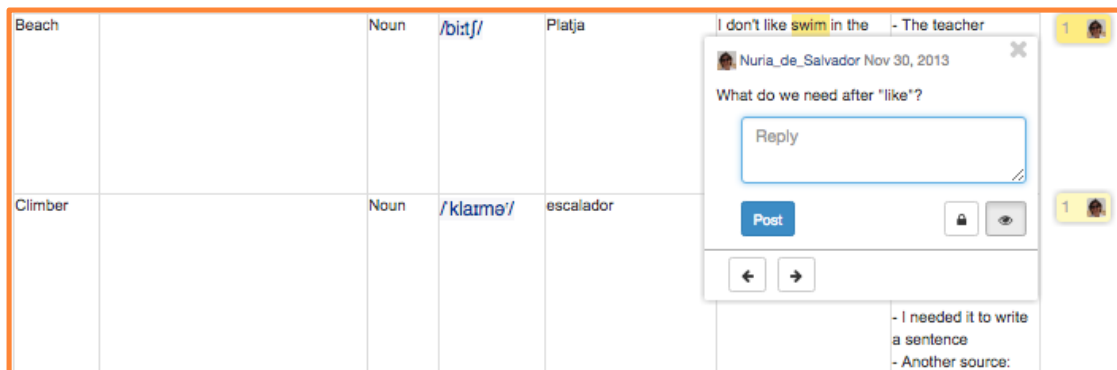 Beach Noun /biːtʃ/ Platja I don't like swim in the - The teacher 1
Nuria_de_Salvador Nov 30, 2013
What do we need after "like"?
Reply
Post
Climber Noun /ˈklaɪməʳ/ escalador 1
- I needed it to write
a sentence
- Another source: